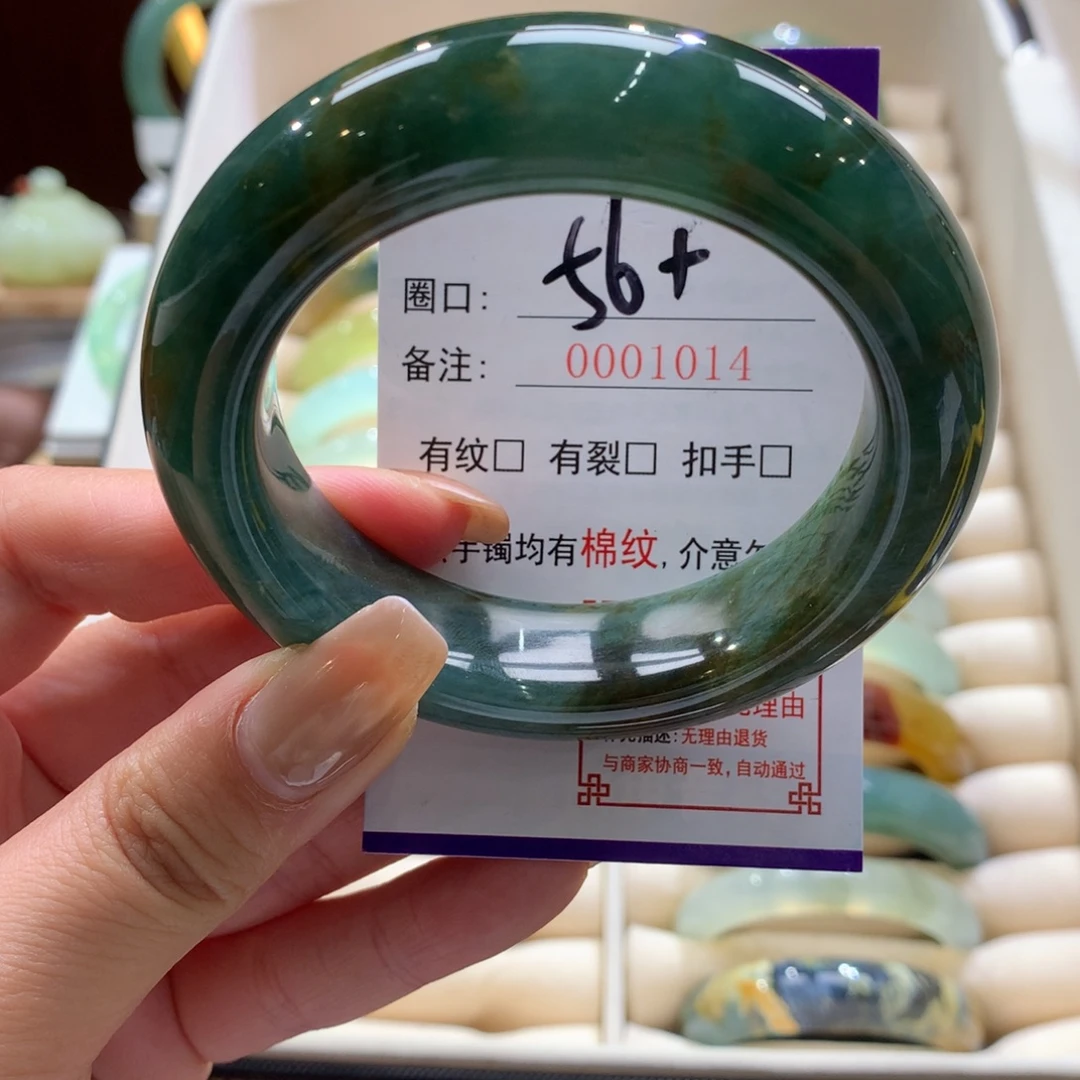 圈口: 56+
备注: 0001014
有纹□ 有裂□ 扣手□
手镯均有棉纹, 介意
理由
描述: 无理由退货
与商家协商一致, 自动通过